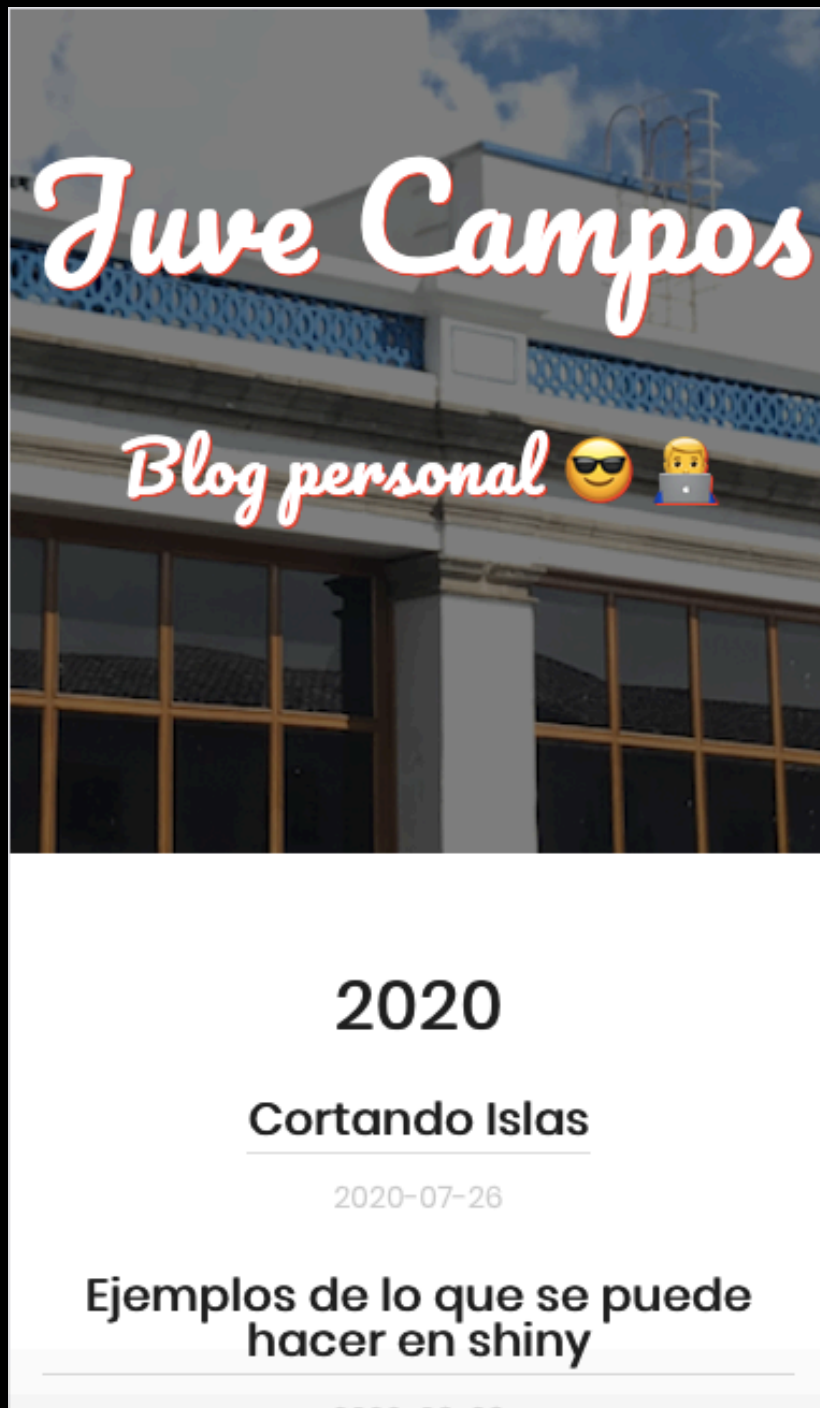 Juve Campos
Blog personal 😎 👨‍💻
2020
Cortando Islas
2020-07-26
Ejemplos de lo que se puede
hacer en shiny